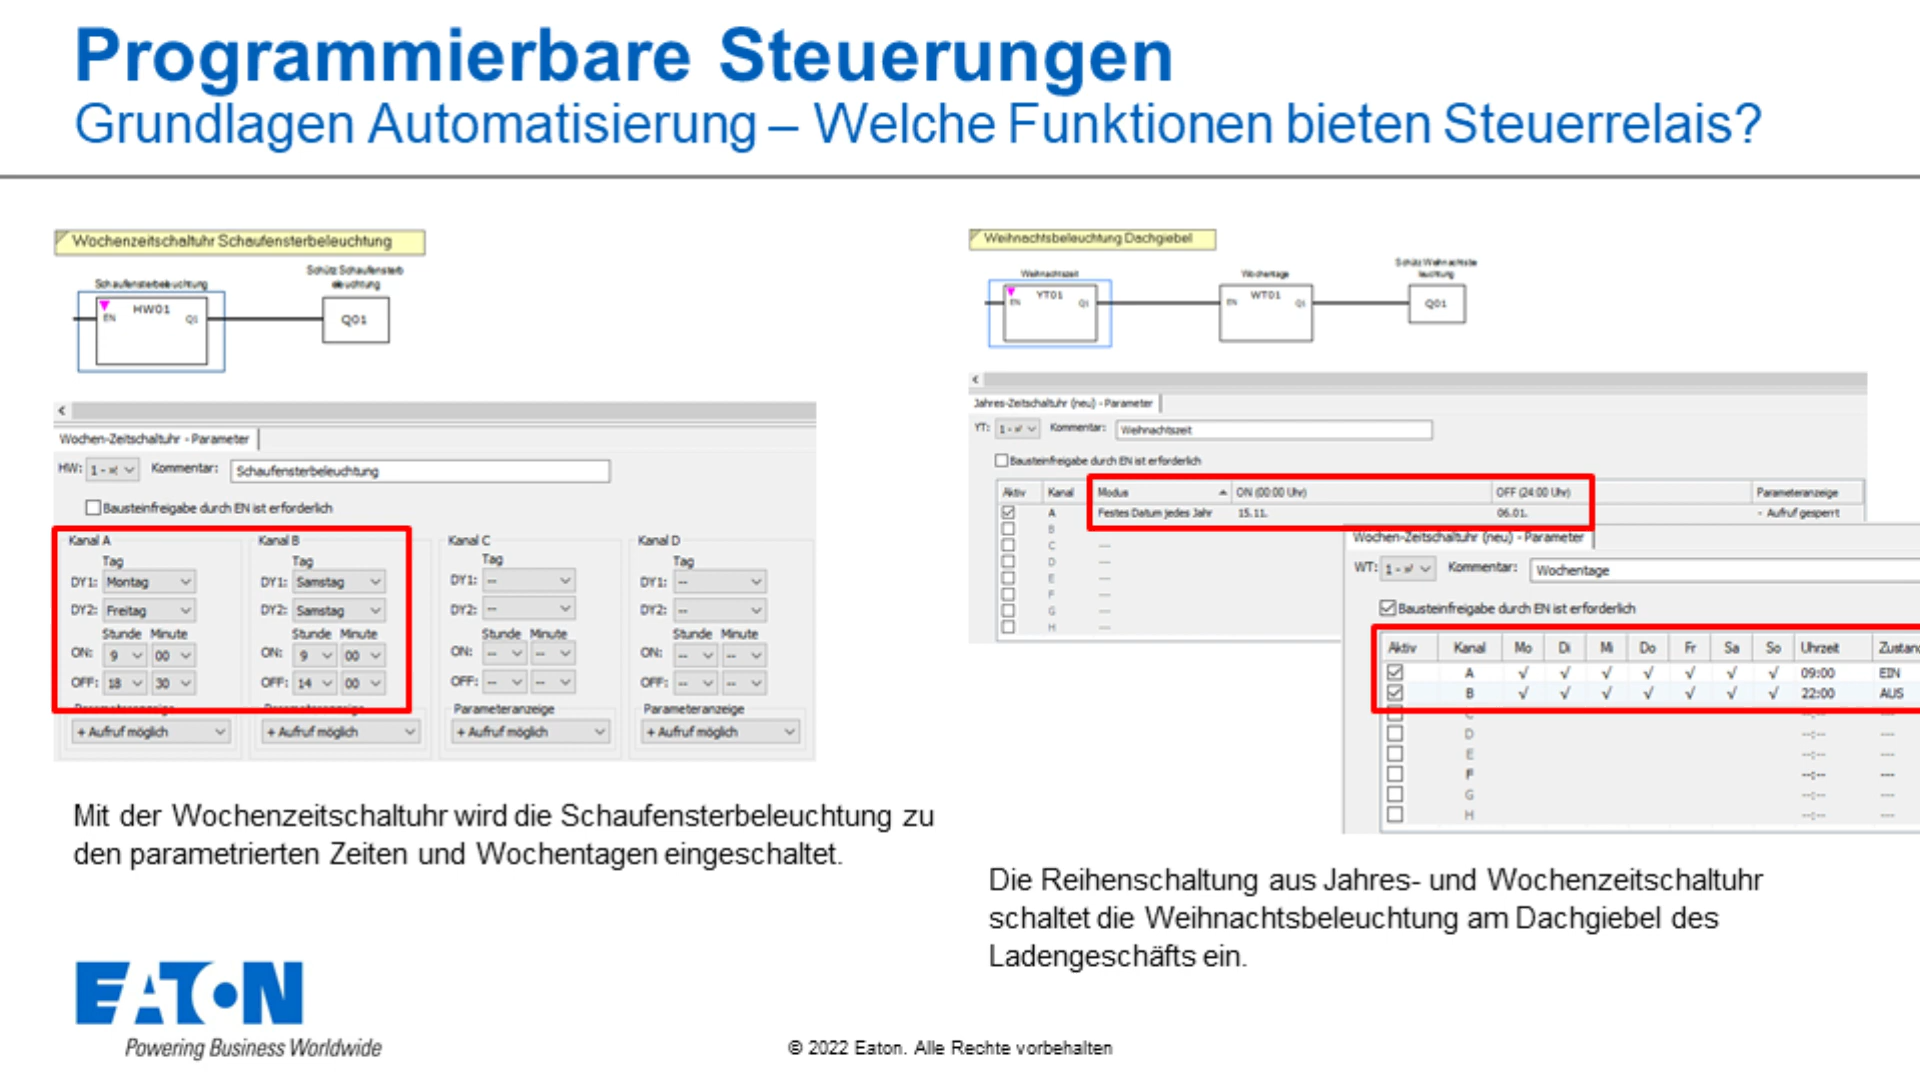 Programmierbare Steuerungen
Grundlagen Automatisierung – Welche Funktionen bieten Steuerrelais?
Wochenzeitschaltuhr Schaufensterbeleuchtung
Schütz Schaufensterb
eleuchtung
Schaufensterbeleuchtung
HW01
EN
Q1
Q01
Wochen-Zeitschaltuhr - Parameter
HW: 1 - Kommentar: Schaufensterbeleuchtung
Bausteinfreigabe durch EN ist erforderlich
Kanal A Kanal B Kanal C Kanal D
Tag Tag Tag Tag
DY1: Montag DY1: Samstag DY1: -- DY1: --
DY2: Freitag DY2: Samstag DY2: -- DY2: --
Stunde Minute Stunde Minute Stunde Minute Stunde Minute
ON: 9 00 ON: 9 00 ON: -- -- ON: -- --
OFF: 18 30 OFF: 14 00 OFF: -- -- OFF: -- --
Parameteranzeige Parameteranzeige Parameteranzeige Parameteranzeige
+ Aufruf möglich + Aufruf möglich + Aufruf möglich + Aufruf möglich
Mit der Wochenzeitschaltuhr wird die Schaufensterbeleuchtung zu
den parametrierten Zeiten und Wochentagen eingeschaltet.
Weihnachtsbeleuchtung Dachgiebel
Weihnachtszeit Wochentage Schütz Weihnachtsbe
leuchtung
YT01 WT01
EN Q1 EN Q1 Q01
Jahres-Zeitschaltuhr (neu) - Parameter
YT: 1 - Kommentar: Weihnachtszeit
Bausteinfreigabe durch EN ist erforderlich
Aktiv Kanal Modus ON (00:00 Uhr) OFF (24:00 Uhr) Parameteranzeige
A Festes Datum jedes Jahr 15.11. 06.01. - Aufruf gesperrt
B
C ---
D ---
E ---
F ---
G ---
H ---
Wochen-Zeitschaltuhr (neu) - Parameter
WT: 1 - Kommentar: Wochentage
Bausteinfreigabe durch EN ist erforderlich
Aktiv Kanal Mo Di Mi Do Fr Sa So Uhrzeit Zustand
A √ √ √ √ √ √ √ 09:00 EIN
B √ √ √ √ √ √ √ 22:00 AUS
C --:-- ---
D --:-- ---
E --:-- ---
F --:-- ---
G --:-- ---
H --:-- ---
Die Reihenschaltung aus Jahres- und Wochenzeitschaltuhr
schaltet die Weihnachtsbeleuchtung am Dachgiebel des
Ladengeschäfts ein.
EATON
Powering Business Worldwide
© 2022 Eaton. Alle Rechte vorbehalten